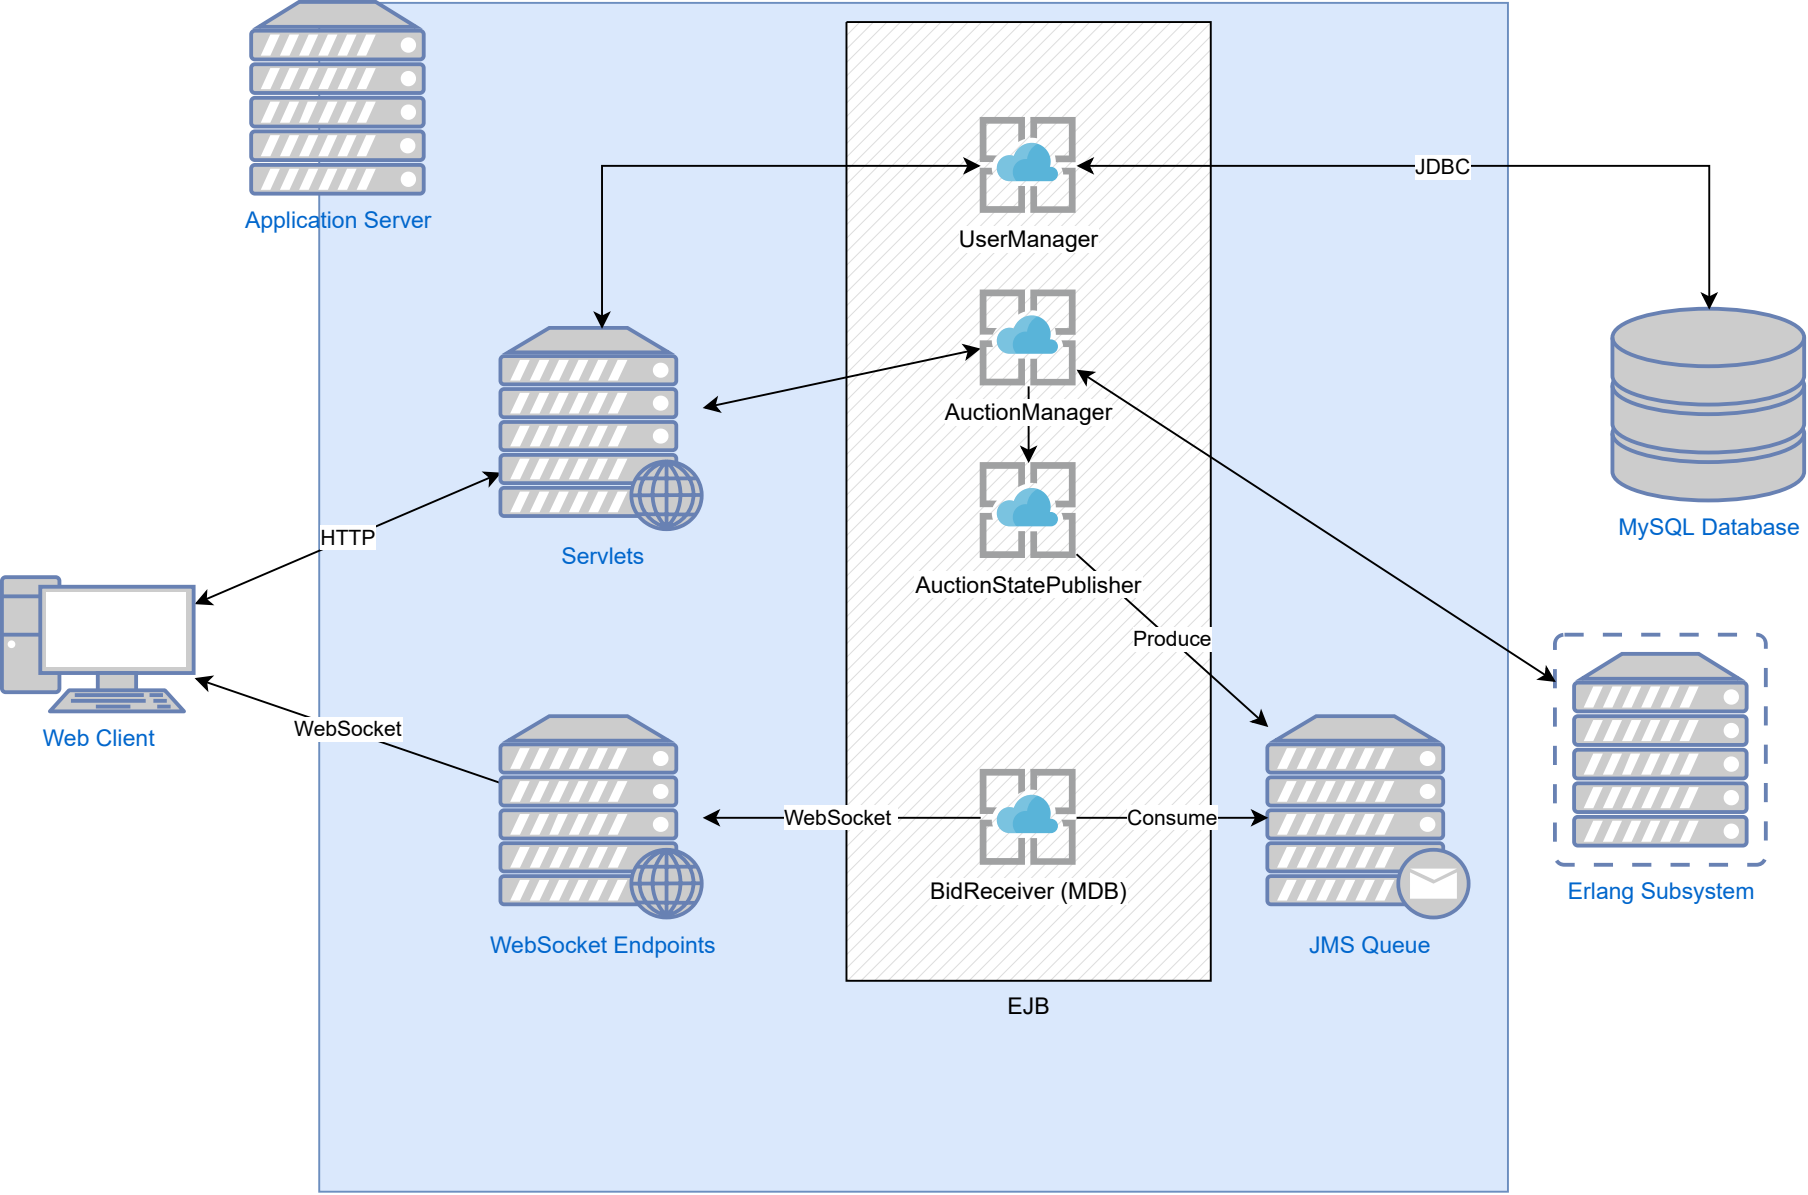 Application Server
JDBC
UserManager
AuctionManager
MySQL Database
HTTP
Servlets
AuctionStatePublisher
Produce
WebSocket
Web Client
WebSocket
Consume
BidReceiver (MDB)
Erlang Subsystem
WebSocket Endpoints
JMS Queue
EJB